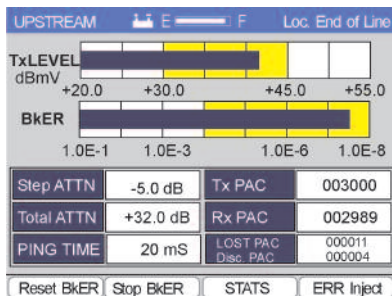 UPSTREAM E F Loc. End of Line
TxLEVEL
dBmV
+20.0 +30.0 +45.0 +55.0
BkER
1.0E-1 1.0E-3 1.0E-6 1.0E-8
Step ATTN -5.0 dB Tx PAC 003000
Total ATTN +32.0 dB Rx PAC 002989
PING TIME 20 mS LOST PAC 000011
Disc. PAC 000004
Reset BkER Stop BkER STATS ERR Inject